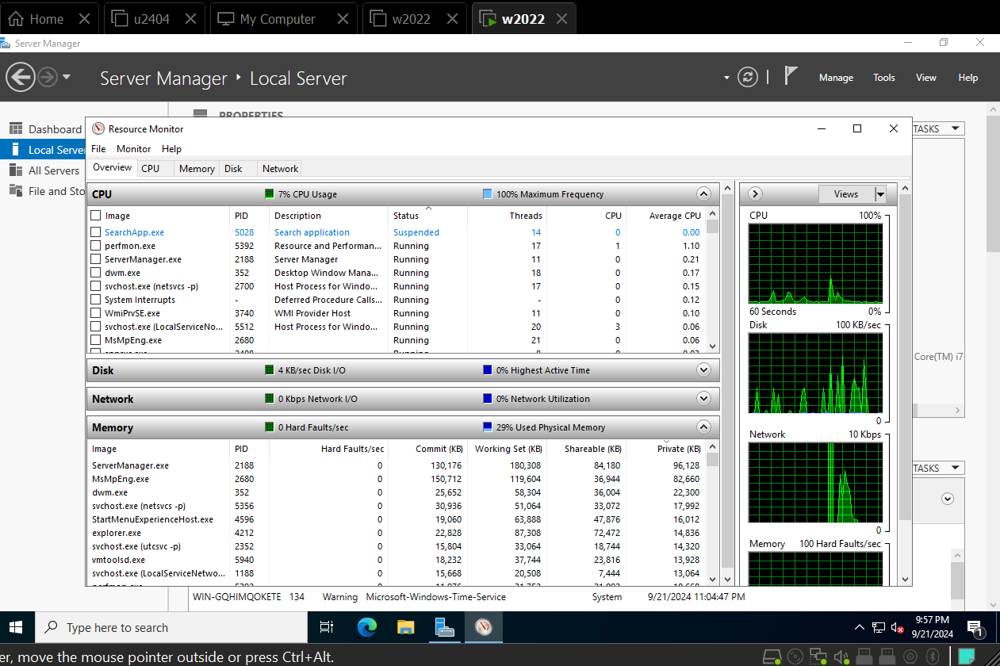 Home u2404 My Computer w2022 w2022
Server Manager
Server Manager Local Server Manage Tools View Help
PROPERTIES
Dashboard
Local Server
All Servers
File and Sto
TASKS
Resource Monitor
File Monitor Help
Overview CPU Memory Disk Network
CPU 7% CPU Usage 100% Maximum Frequency
Image PID Description Status Threads CPU Average CPU
SearchApp.exe 5028 Search application Suspended 14 0 0.00
perfmon.exe 5392 Resource and Performan... Running 17 1 1.10
ServerManager.exe 2188 Server Manager Running 11 0 0.21
dwm.exe 352 Desktop Window Mana... Running 18 0 0.17
svchost.exe (netsvcs -p) 2700 Host Process for Windo... Running 17 0 0.15
System Interrupts - Deferred Procedure Calls... Running - 0 0.12
WmiPrvSE.exe 3740 WMI Provider Host Running 11 0 0.10
svchost.exe (LocalServiceNo... 5512 Host Process for Windo... Running 20 3 0.06
MsMpEng.exe 2680 Running 21 0 0.06
Disk 4 KB/sec Disk I/O 0% Highest Active Time
Network 0 Kbps Network I/O 0% Network Utilization
Memory 0 Hard Faults/sec 29% Used Physical Memory
Image PID Hard Faults/sec Commit (KB) Working Set (KB) Shareable (KB) Private (KB)
ServerManager.exe 2188 0 130,176 180,308 84,180 96,128
MsMpEng.exe 2680 0 150,712 119,604 36,944 82,660
dwm.exe 352 0 25,652 58,304 36,004 22,300
svchost.exe (netsvcs -p) 5356 0 30,936 51,064 33,072 17,992
StartMenuExperienceHost.exe 4596 0 19,060 63,888 47,876 16,012
explorer.exe 4212 0 22,828 87,308 72,472 14,836
svchost.exe (utcsvc -p) 2352 0 15,804 33,064 18,744 14,320
vmtoolsd.exe 5940 0 18,232 37,744 23,816 13,928
svchost.exe (LocalServiceNetwo... 1188 0 15,668 20,508 7,444 13,064
Views
CPU 100%
60 Seconds 0%
Disk 100 KB/sec
0
Network 10 Kbps
0
Memory 100 Hard Faults/sec
Core(TM) i7-
TASKS
WIN-GQHIMQOKETE 134 Warning Microsoft-Windows-Time-Service System 9/21/2024 11:04:47 PM
Type here to search
9:57 PM
9/21/2024
1
er, move the mouse pointer outside or press Ctrl+Alt.